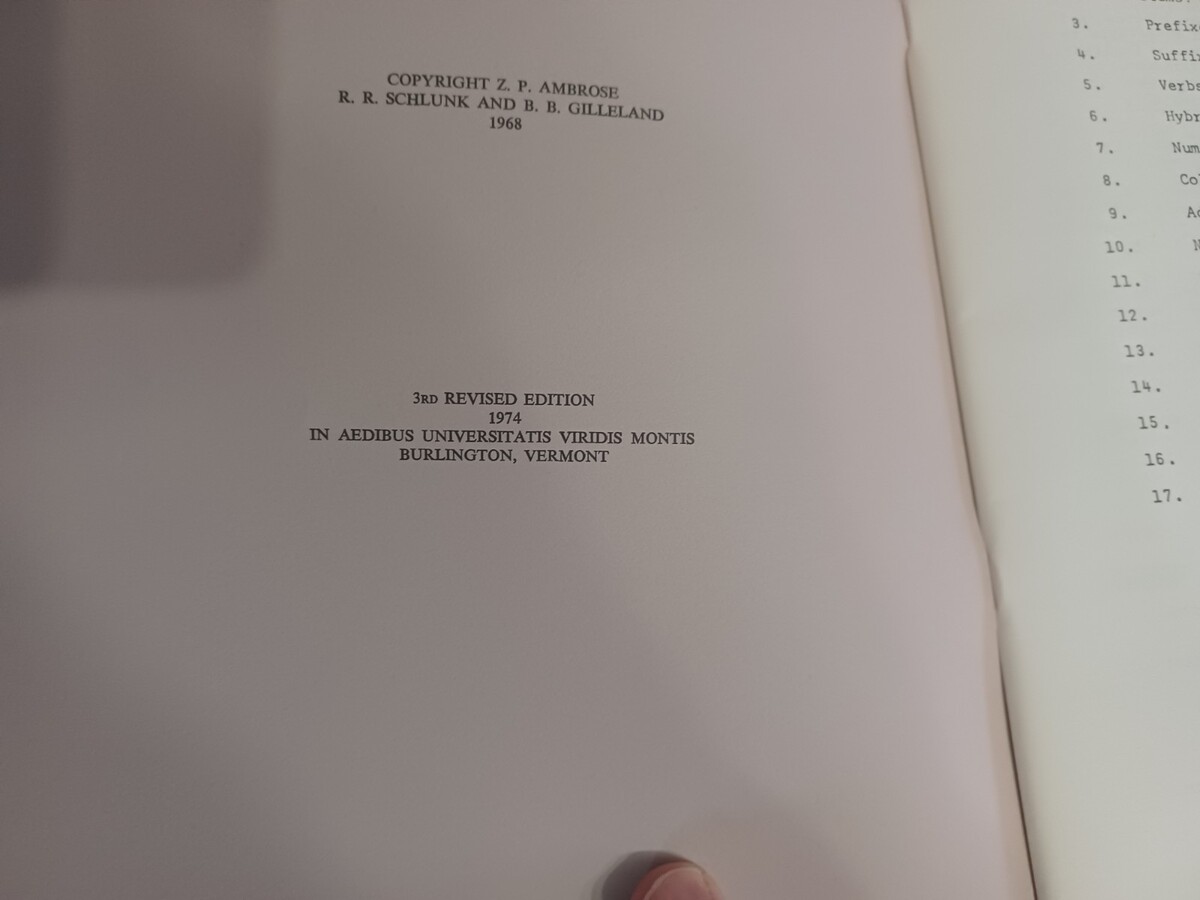 COPYRIGHT Z. P. AMBROSE
R. R. SCHLUNK AND B. B. GILLELAND
1968
3RD REVISED EDITION
1974
IN AEDIBUS UNIVERSITATIS VIRIDIS MONTIS
BURLINGTON, VERMONT
3.
4.
5. Verbs
6.
7.
8.
9.
10.
11.
12.
13.
14.
15.
16.
17.